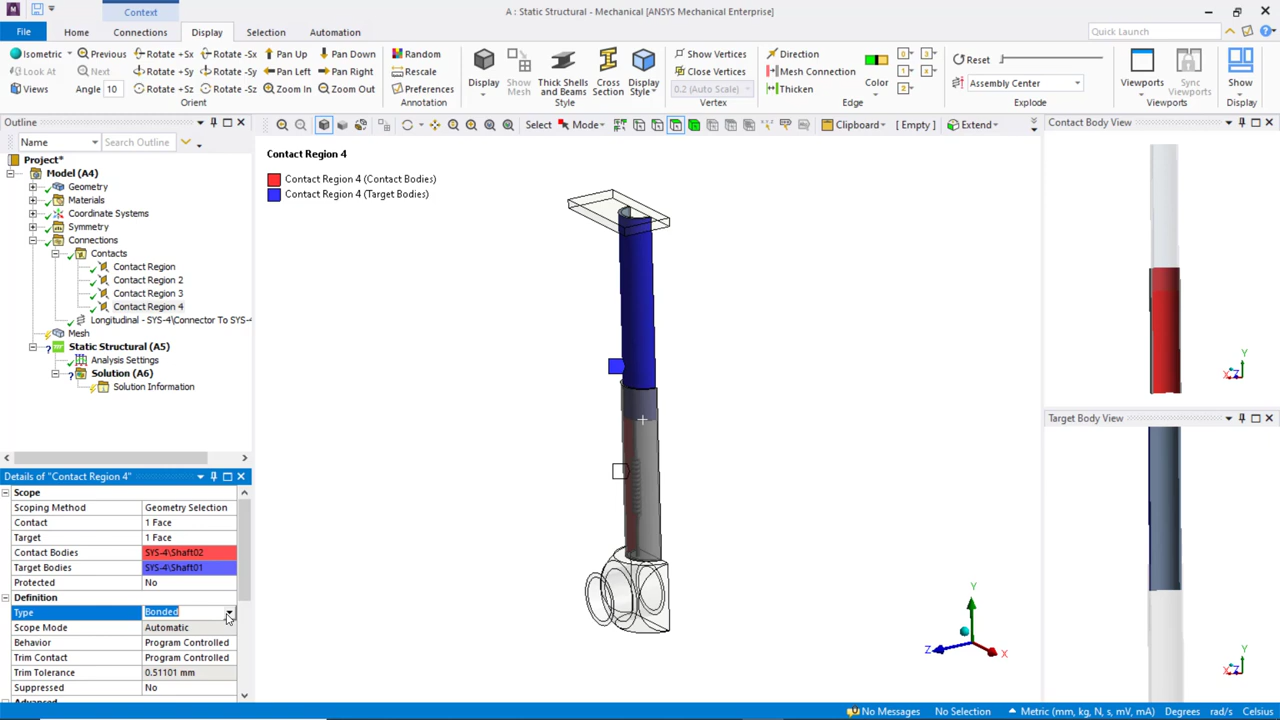 Context
A : Static Structural - Mechanical [ANSYS Mechanical Enterprise]
File Home Connections Display Selection Automation Quick Launch
Isometric Previous Rotate +Sx Rotate -Sx Pan Up Pan Down
Look At Next Rotate +Sy Rotate -Sy Pan Left Pan Right
Views Angle 10 Rotate +Sz Rotate -Sz Zoom In Zoom Out
Orient
Random
Rescale
Preferences
Annotation
Display
Show Mesh
Thick Shells and Beams
Cross Section
Display Style
Style
Show Vertices
Close Vertices
0.2 (Auto Scale)
Vertex
Direction
Mesh Connection
Thicken
Color
Edge
Reset
Assembly Center
Explode
Viewports
Sync Viewports
Viewports
Show
Display
Outline
Name Search Outline
Select Mode Clipboard [ Empty ] Extend
Project*
Model (A4)
Geometry
Materials
Coordinate Systems
Symmetry
Connections
Contacts
Contact Region
Contact Region 2
Contact Region 3
Contact Region 4
Longitudinal - SYS-4\Connector To SYS-4
Mesh
Static Structural (A5)
Analysis Settings
Solution (A6)
Solution Information
Contact Region 4
Contact Region 4 (Contact Bodies)
Contact Region 4 (Target Bodies)
Y
Z
X
Contact Body View
Y
Target Body View
Y
Details of "Contact Region 4"
Scope
Scoping Method Geometry Selection
Contact 1 Face
Target 1 Face
Contact Bodies SYS-4\Shaft02
Target Bodies SYS-4\Shaft01
Protected No
Definition
Type Bonded
Scope Mode Automatic
Behavior Program Controlled
Trim Contact Program Controlled
Trim Tolerance 0.51101 mm
Suppressed No
Advanced
No Messages No Selection Metric (mm, kg, N, s, mV, mA) Degrees rad/s Celsius